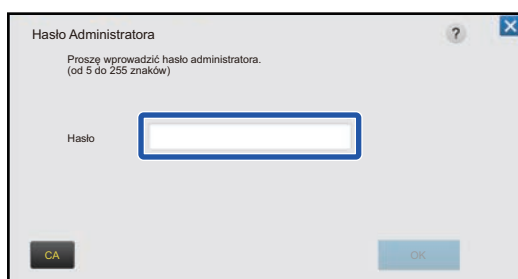 Hasło Administratora
?
Proszę wprowadzić hasło administratora.
(od 5 do 255 znaków)
Hasło
CA
OK